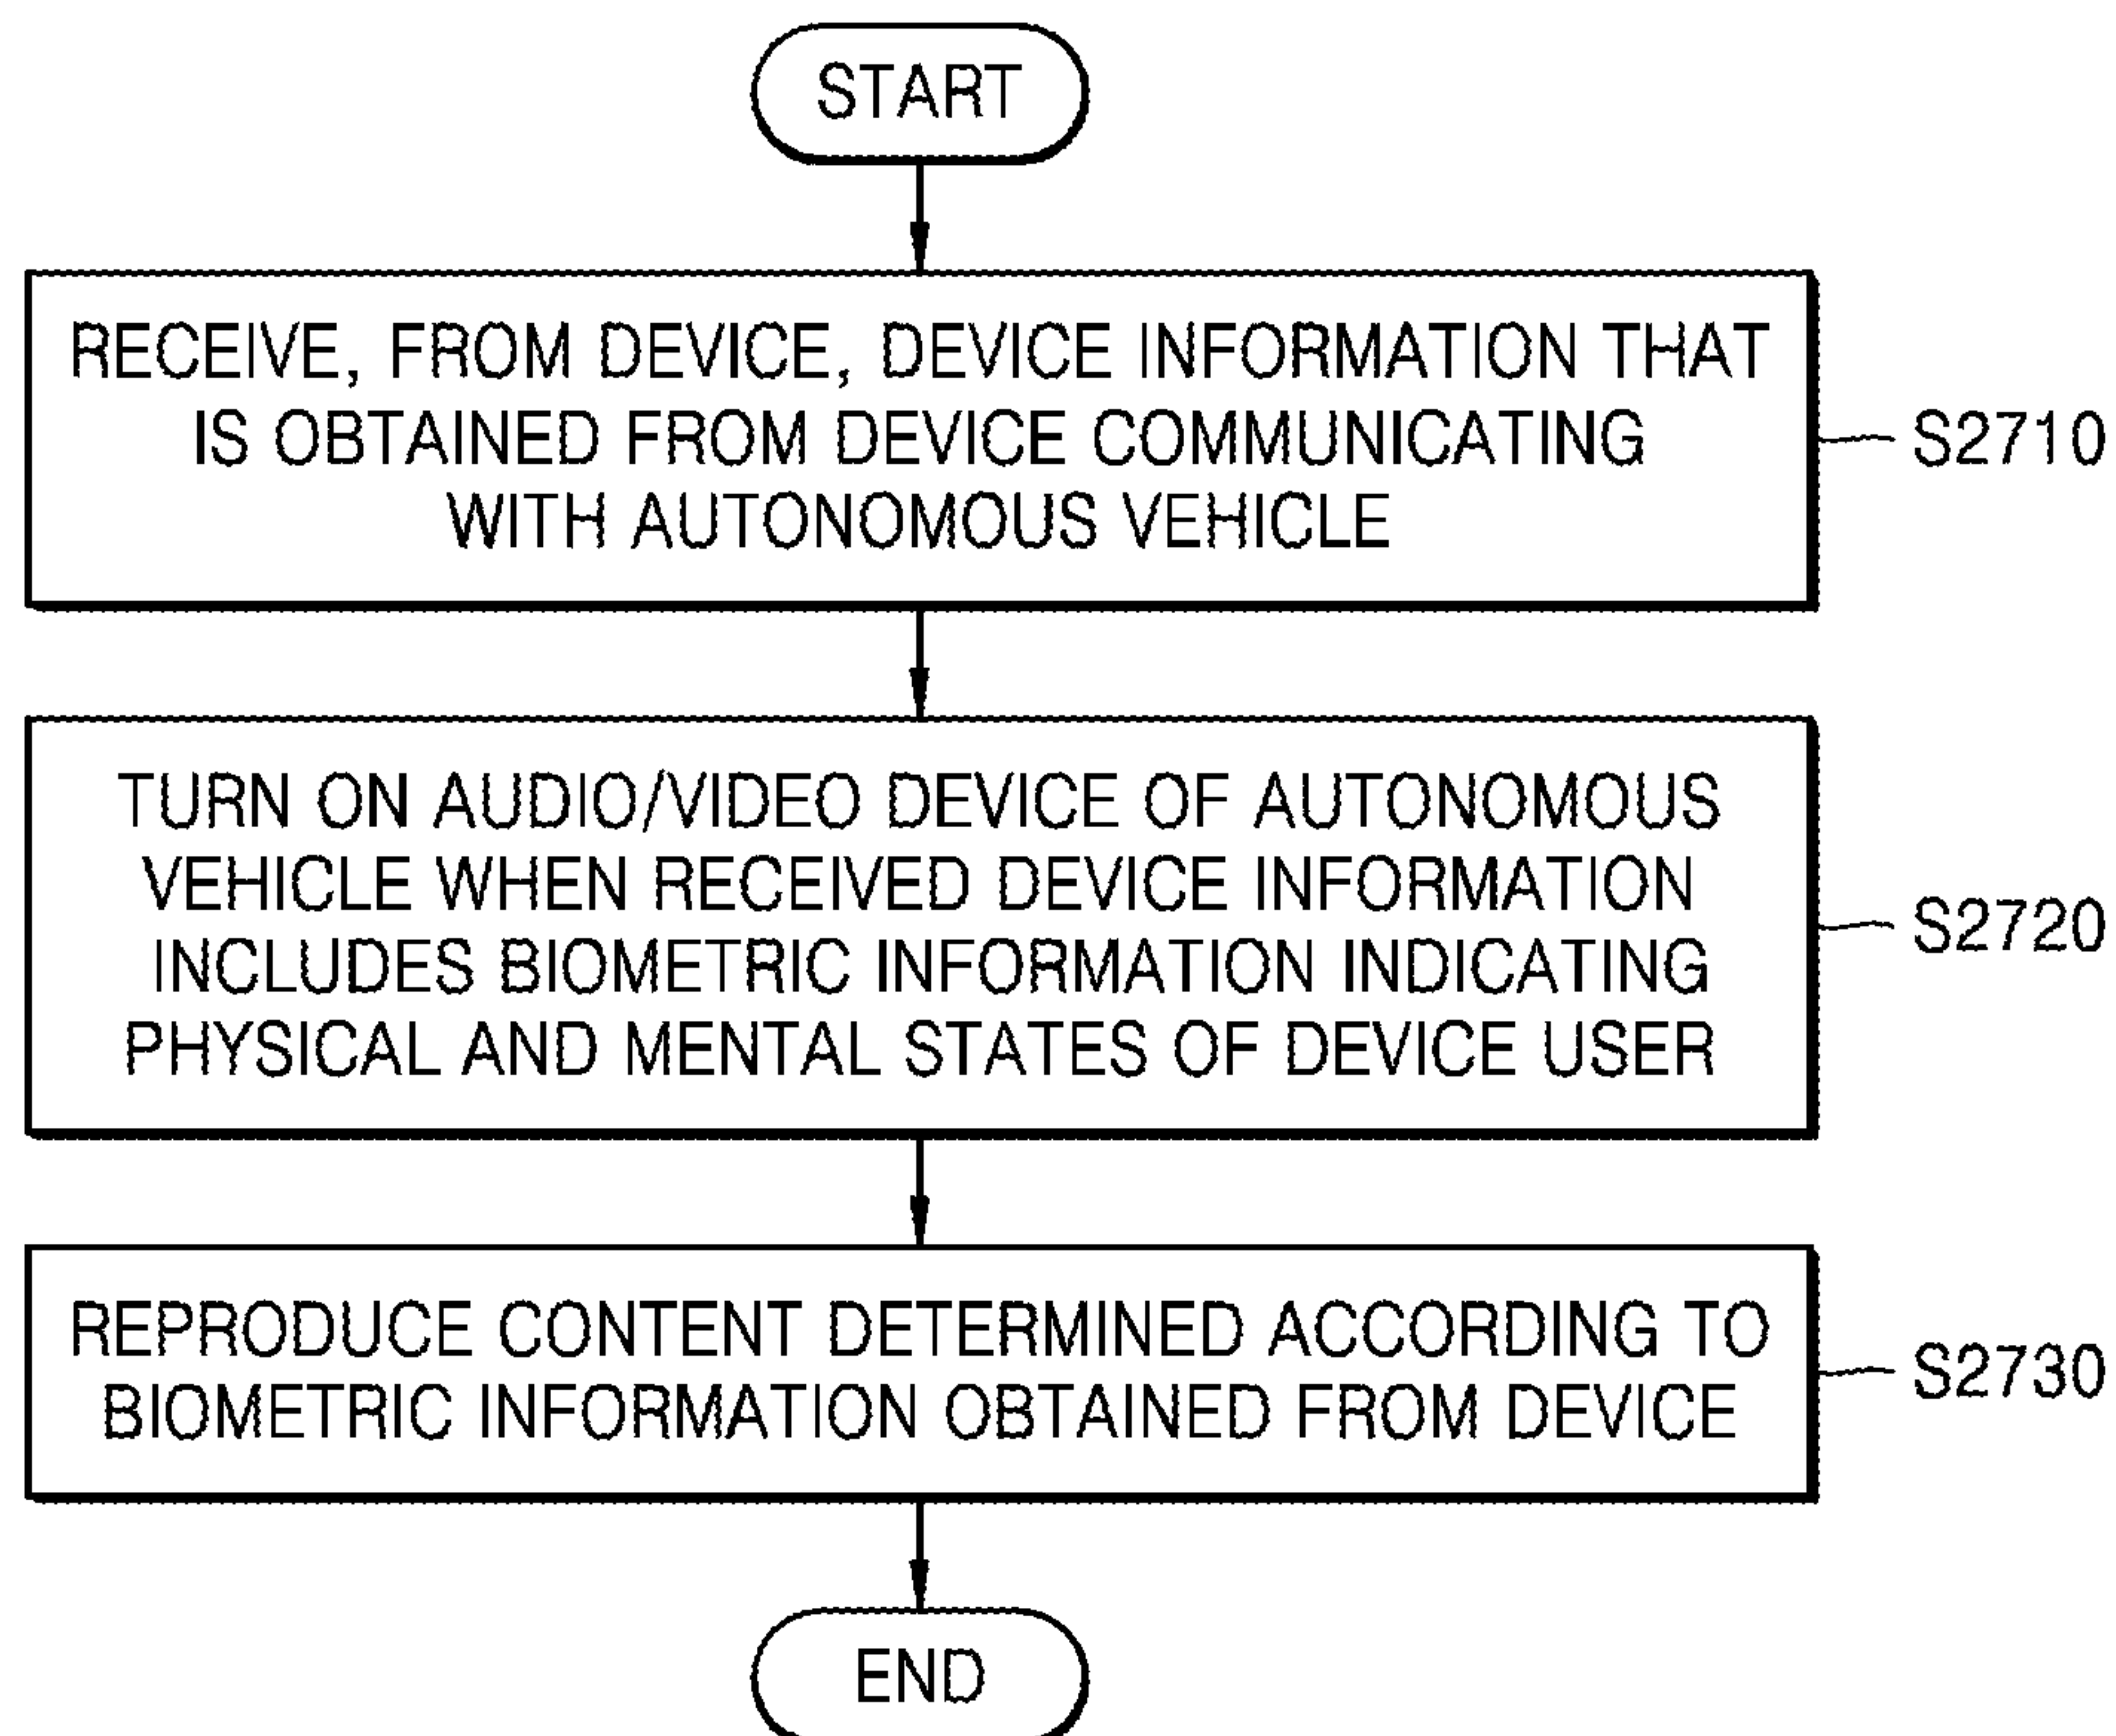 START
RECEIVE, FROM DEVICE, DEVICE INFORMATION THAT
IS OBTAINED FROM DEVICE COMMUNICATING
WITH AUTONOMOUS VEHICLE
S2710
TURN ON AUDIO/VIDEO DEVICE OF AUTONOMOUS
VEHICLE WHEN RECEIVED DEVICE INFORMATION
INCLUDES BIOMETRIC INFORMATION INDICATING
PHYSICAL AND MENTAL STATES OF DEVICE USER
S2720
REPRODUCE CONTENT DETERMINED ACCORDING TO
BIOMETRIC INFORMATION OBTAINED FROM DEVICE
S2730
END